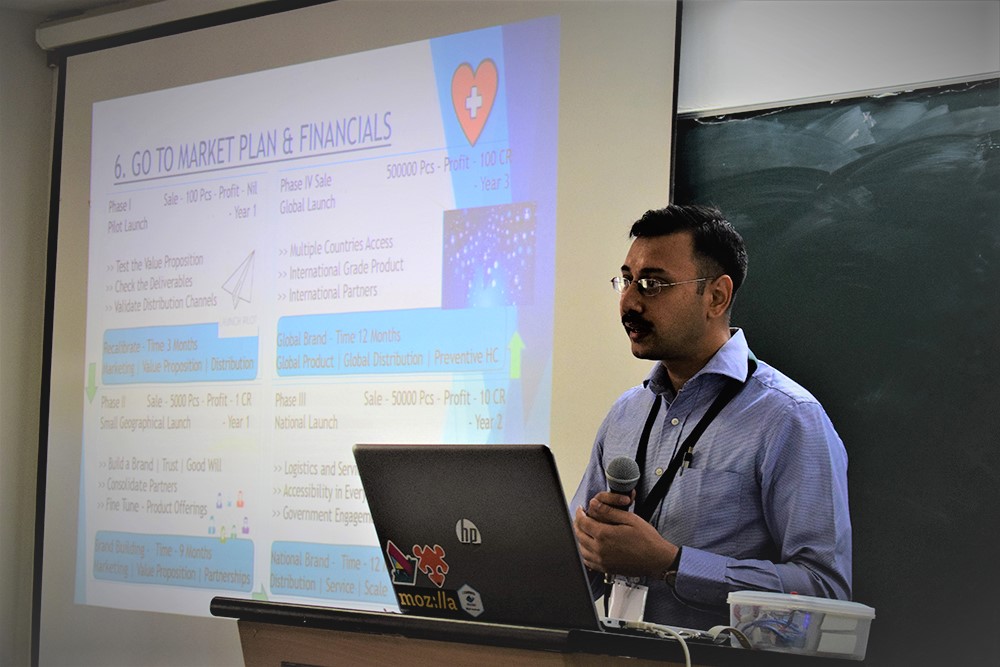 6. GO TO MARKET PLAN & FINANCIALS
Phase I
Sale - 100 Pcs - Profit - Nil
- Year 1
Pilot Launch
>> Test the Value Proposition
>> Check the Deliverables
>> Validate Distribution Channels
Recalibrate - Time 3 Months
Marketing | Value Proposition | Distribution
Phase IV Sale
500000 Pcs - Profit - 100 CR
- Year 3
Global Launch
>> Multiple Countries Access
>> International Grade Product
>> International Partners
Global Brand - Time 12 Months
Global Product | Global Distribution | Preventive HC
Phase II
Sale - 5000 Pcs - Profit - 1 CR
Small Geographical Launch
- Year 1
>> Build a Brand | Trust | Good Will
>> Consolidate Partners
>> Fine Tune - Product Offerings
Brand Building - Time - 9 Months
Marketing | Value Proposition | Partnerships
Phase III
Sale - 50000 Pcs - Profit - 10 CR
National Launch
- Year 2
>> Logistics and Serv
>> Accessibility in Ever
>> Government Engagem
National Brand - Time - 12
Distribution | Service | Scale
hp
moz://a